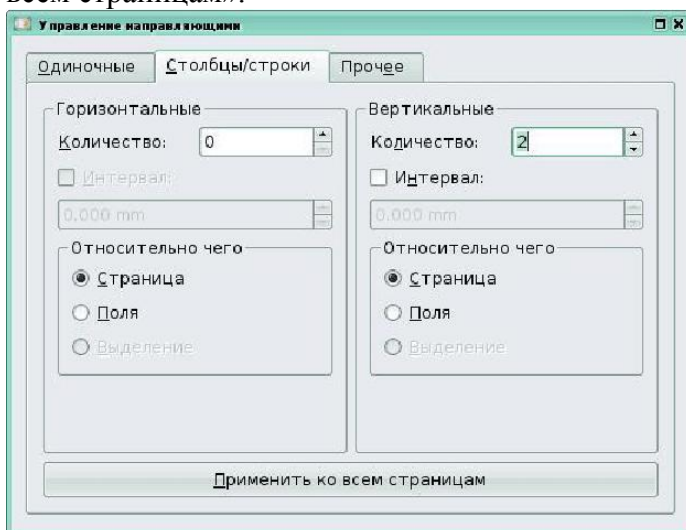 всем страницам».
Управление направляющими
Одиночные Столбцы/строки Прочее
Горизонтальные Вертикальные
Количество: 0 Количество: 2
Интервал: Интервал:
0.000 mm 0.000 mm
Относительно чего Относительно чего
Страница Страница
Поля Поля
Выделение Выделение
Применить ко всем страницам